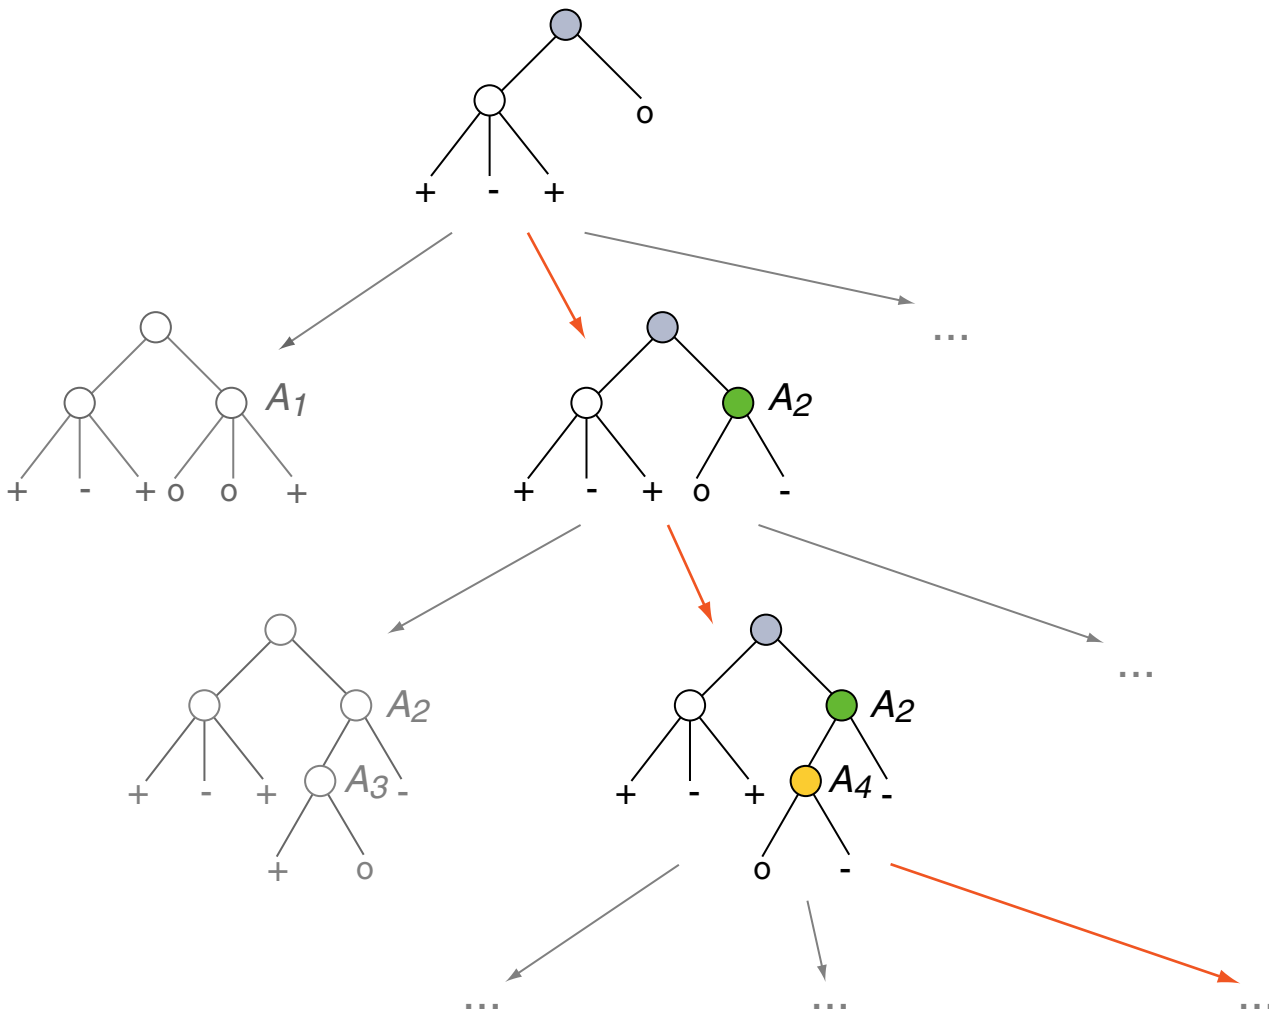 o
+ - +
...
A1
A2
+ - + o o +
+ - + o -
...
A2
A2
A3 -
A4 -
+ - +
+ - +
+ o
o -
... ... ...